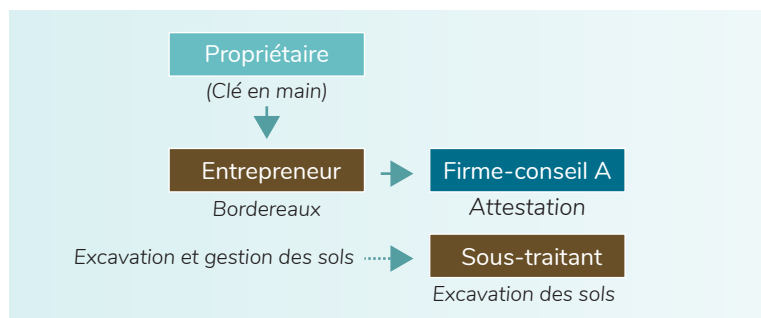 Propriétaire
(Clé en main)
Entrepreneur
Firme-conseil A
Bordereaux
Attestation
Excavation et gestion des sols
Sous-traitant
Excavation des sols